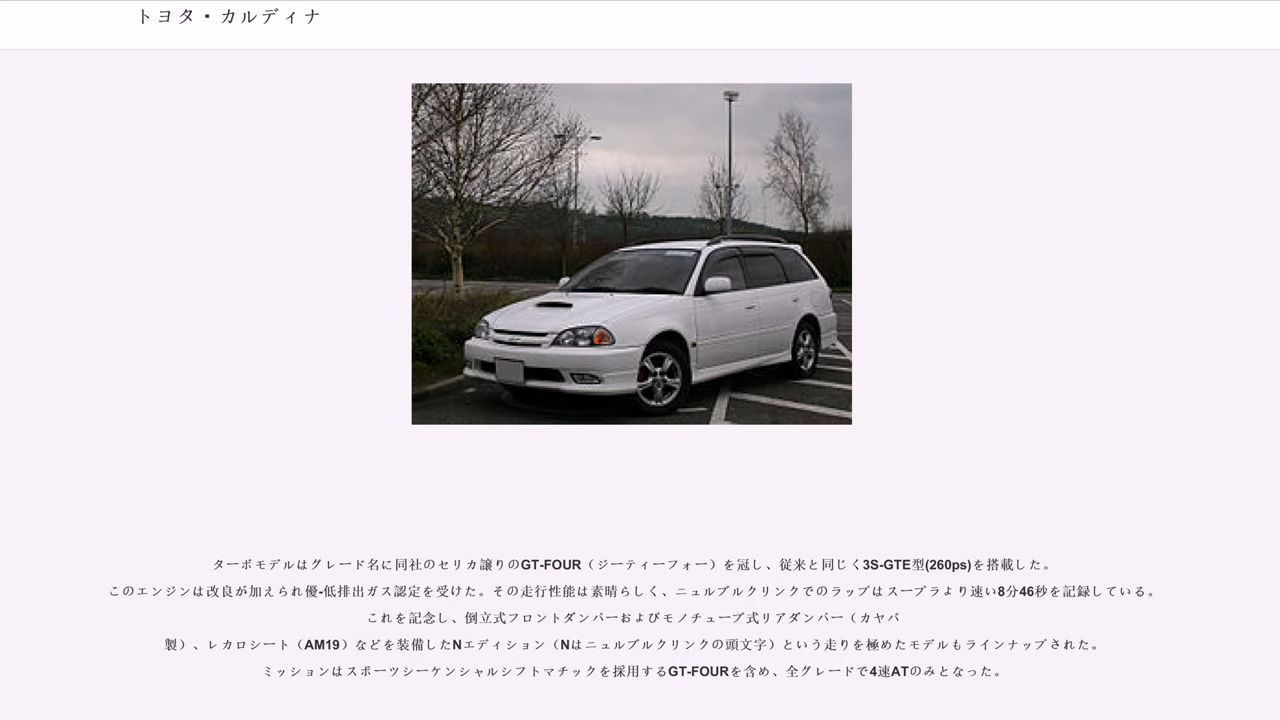 トヨタ・カルディナ
ターボモデルはグレード名に同社のセリカ譲りのGT-FOUR（ジーティーフォー）を冠し、従来と同じく3S-GTE型(260ps)を搭載した。
このエンジンは改良が加えられ優-低排出ガス認定を受けた。その走行性能は素晴らしく、ニュルブルクリンクでのラップはスープラより速い8分46秒を記録している。
これを記念し、倒立式フロントダンパーおよびモノチューブ式リアダンパー（カヤバ
製）、レカロシート（AM19）などを装備したNエディション（Nはニュルブルクリンクの頭文字）という走りを極めたモデルもラインナップされた。
ミッションはスポーツシーケンシャルシフトマチックを採用するGT-FOURを含め、全グレードで4速ATのみとなった。